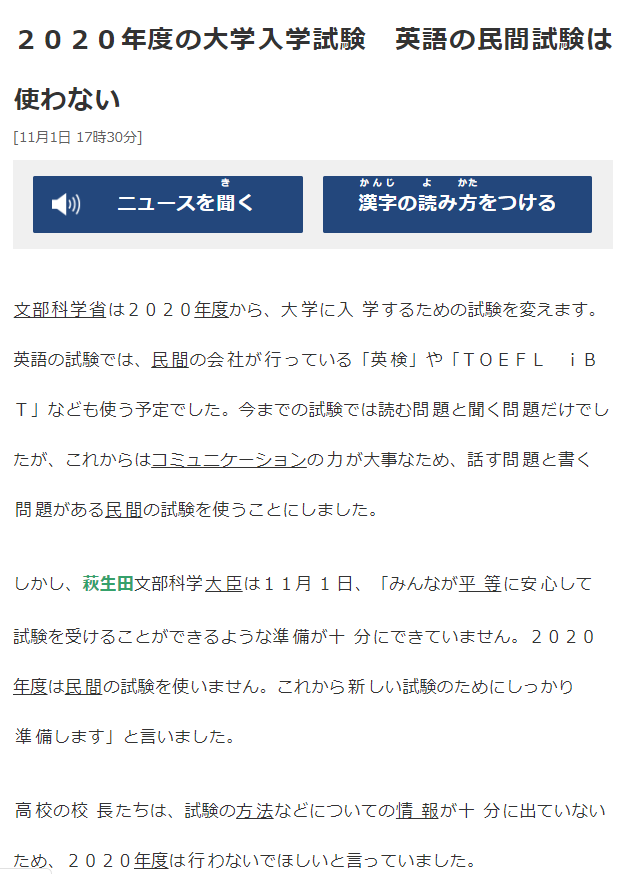 ２０２０年度の大学入学試験　英語の民間試験は
使わない
[11月1日 17時30分]
き
ニュースを聞く
かんじ よ かた
漢字の読み方をつける
文部科学省は２０２０年度から、大学に入学するための試験を変えます。
英語の試験では、民間の会社が行っている「英検」や「ＴＯＥＦＬ　ｉＢ
Ｔ」なども使う予定でした。今までの試験では読む問題と聞く問題だけでし
たが、これからはコミュニケーションの力が大事なため、話す問題と書く
問題がある民間の試験を使うことにしました。
しかし、萩生田文部科学大臣は１１月１日、「みんなが平等に安心して
試験を受けることができるような準備が十分にできていません。２０２０
年度は民間の試験を使いません。これから新しい試験のためにしっかり
準備します」と言いました。
高校の校長たちは、試験の方法などについての情報が十分に出ていない
ため、２０２０年度は行わないでほしいと言っていました。